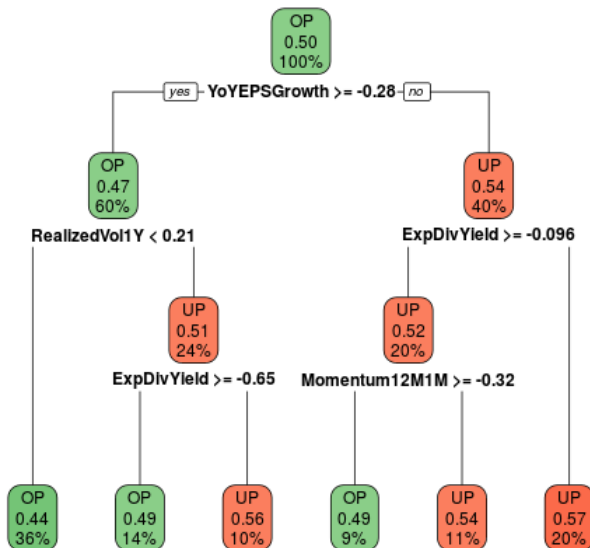 OP
0.50
100%
yes YoYEPSGrowth >= -0.28 no
OP
0.47
60%
UP
0.54
40%
RealizedVol1Y < 0.21
ExpDivYield >= -0.096
UP
0.51
24%
UP
0.52
20%
ExpDivYield >= -0.65
Momentum12M1M >= -0.32
OP
0.44
36%
OP
0.49
14%
UP
0.56
10%
OP
0.49
9%
UP
0.54
11%
UP
0.57
20%